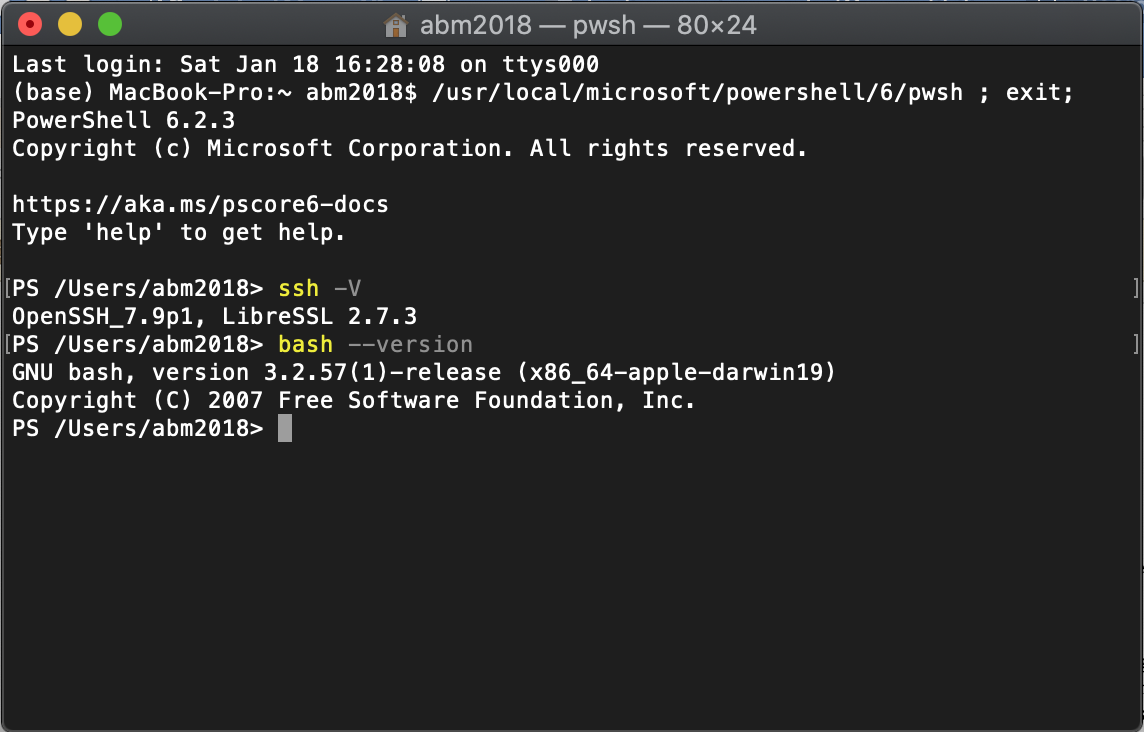 abm2018 — pwsh — 80×24
Last login: Sat Jan 18 16:28:08 on ttys000
(base) MacBook-Pro:~ abm2018$ /usr/local/microsoft/powershell/6/pwsh ; exit;
PowerShell 6.2.3
Copyright (c) Microsoft Corporation. All rights reserved.
https://aka.ms/pscore6-docs
Type 'help' to get help.
[PS /Users/abm2018> ssh -V ]
OpenSSH_7.9p1, LibreSSL 2.7.3
[PS /Users/abm2018> bash --version ]
GNU bash, version 3.2.57(1)-release (x86_64-apple-darwin19)
Copyright (C) 2007 Free Software Foundation, Inc.
PS /Users/abm2018>